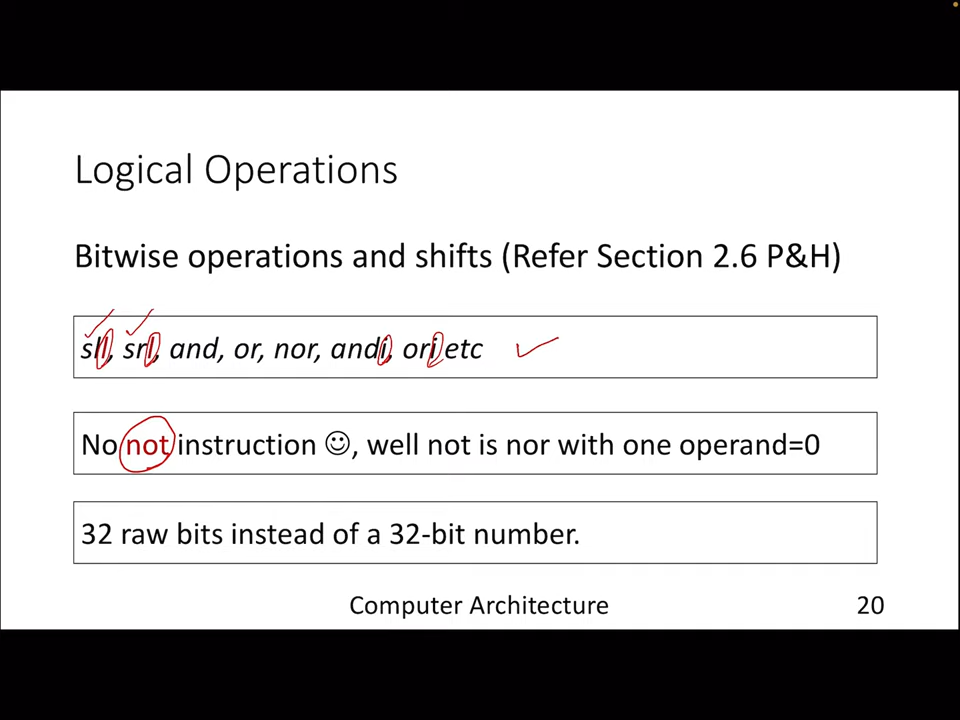 Logical Operations
Bitwise operations and shifts (Refer Section 2.6 P&H)
sll, srl, and, or, nor, andi, ori etc
No not instruction ☺, well not is nor with one operand=0
32 raw bits instead of a 32-bit number.
Computer Architecture 20